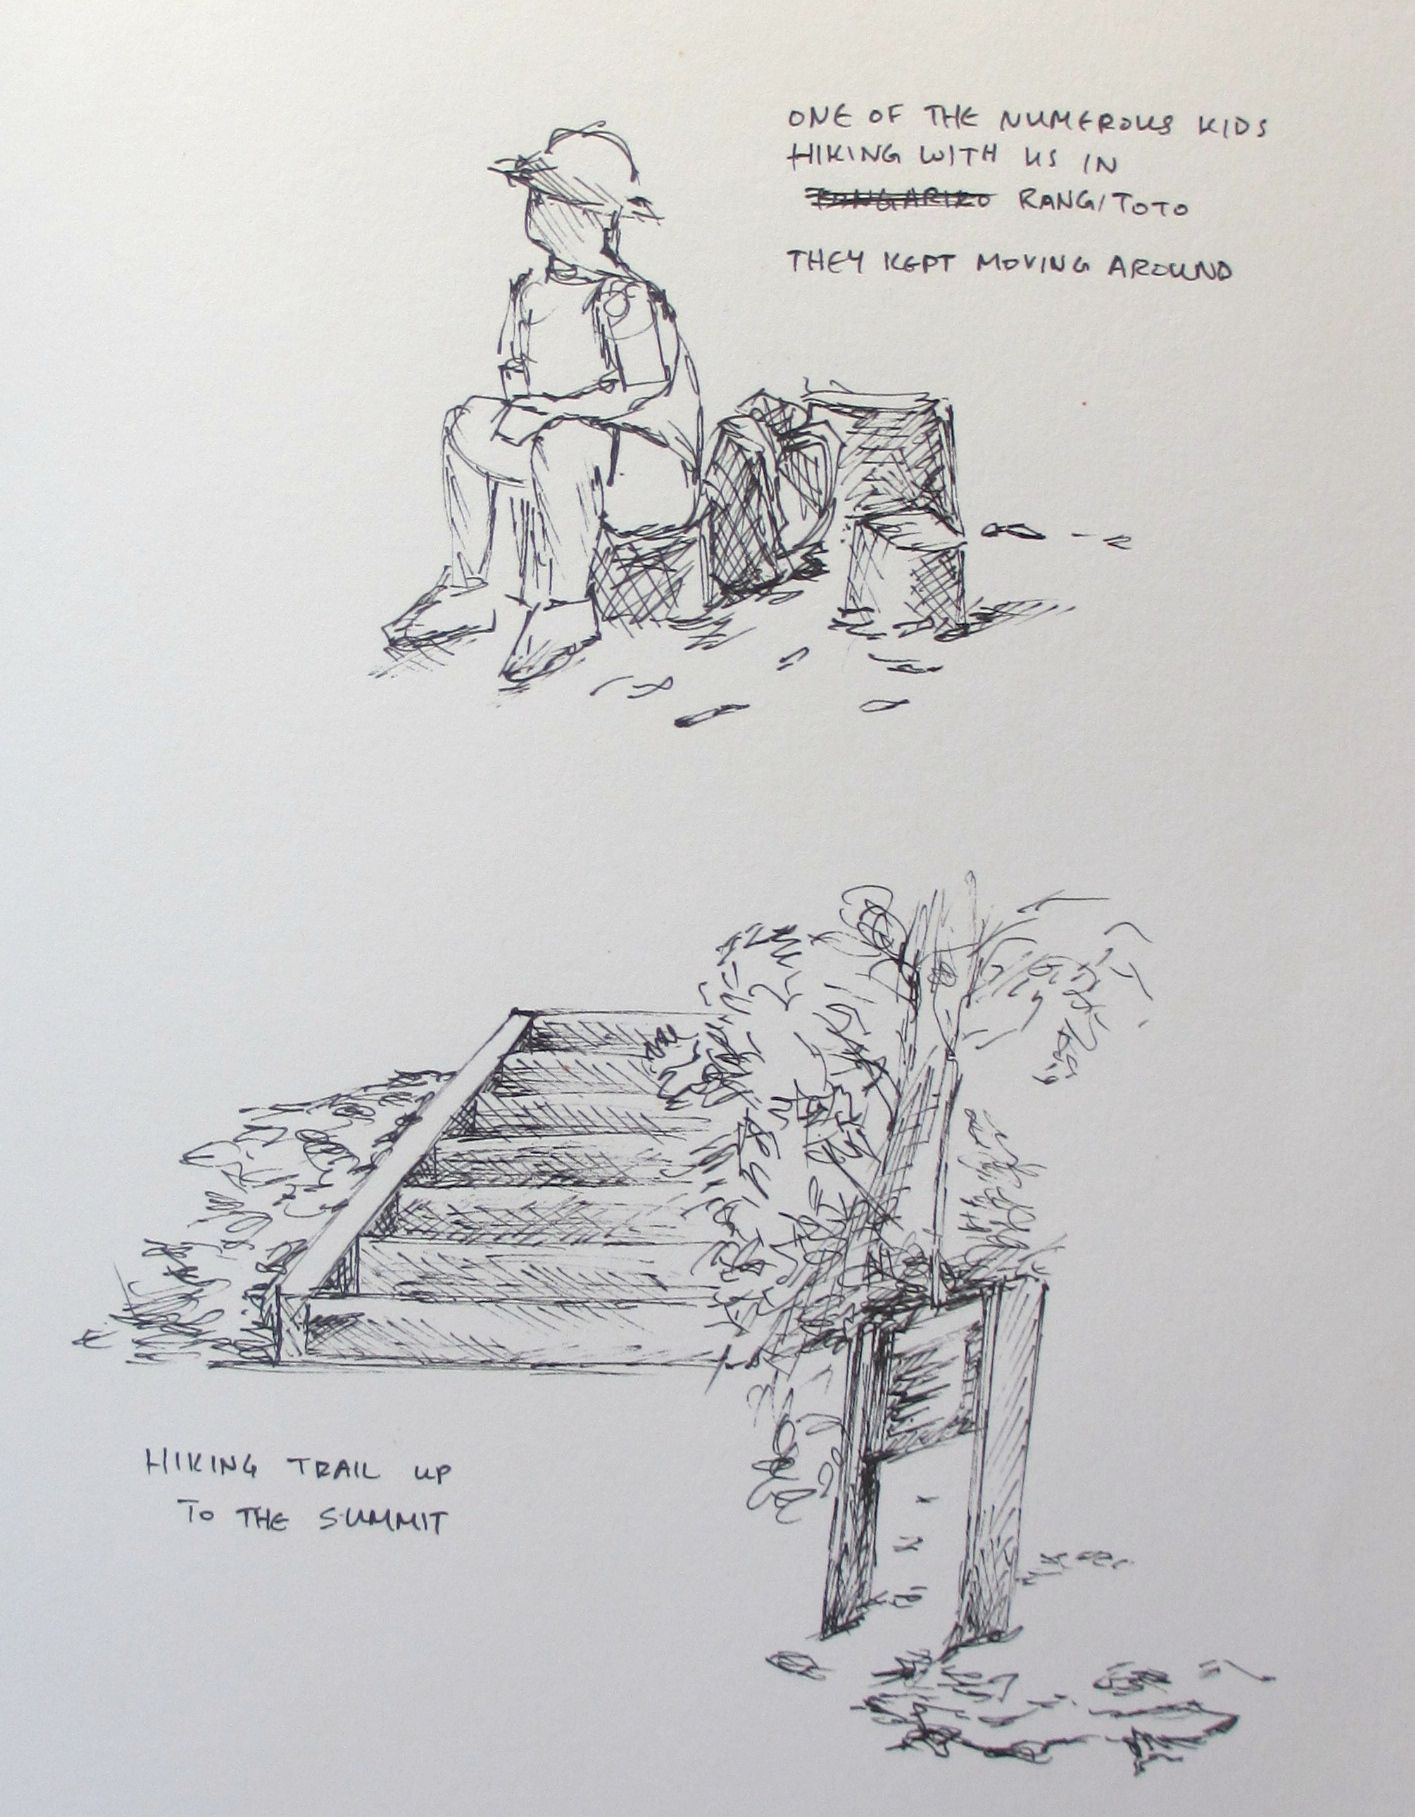 ONE OF THE NUMEROUS KIDS
HIKING WITH US IN
TONGARIRO RANGITOTO
THEY KEPT MOVING AROUND
HIKING TRAIL UP
TO THE SUMMIT